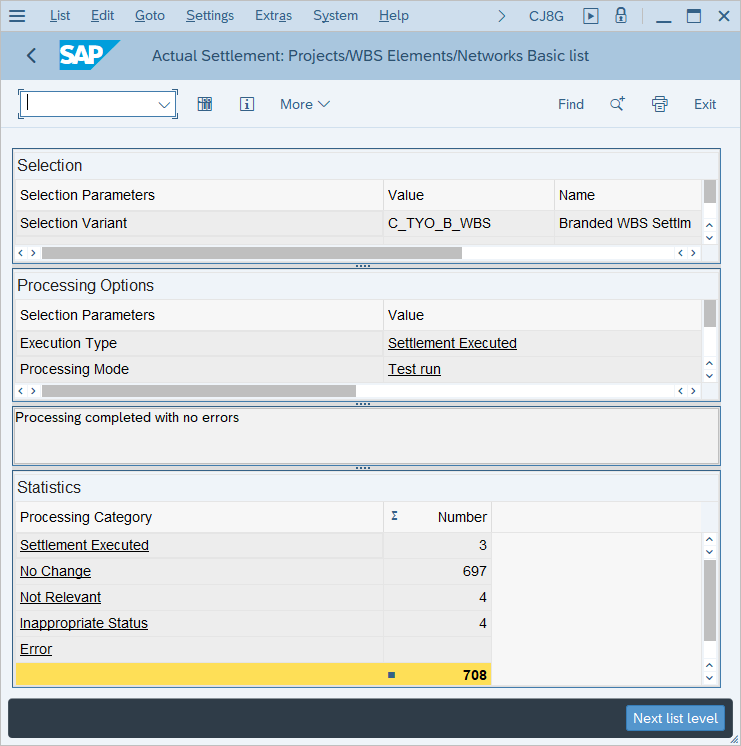 List Edit Goto Settings Extras System Help CJ8G
SAP Actual Settlement: Projects/WBS Elements/Networks Basic list
More Find Exit
Selection
Selection Parameters Value Name
Selection Variant C_TYO_B_WBS Branded WBS Settlm
Processing Options
Selection Parameters Value
Execution Type Settlement Executed
Processing Mode Test run
Processing completed with no errors
Statistics
Processing Category Σ Number
Settlement Executed 3
No Change 697
Not Relevant 4
Inappropriate Status 4
Error
708
Next list level